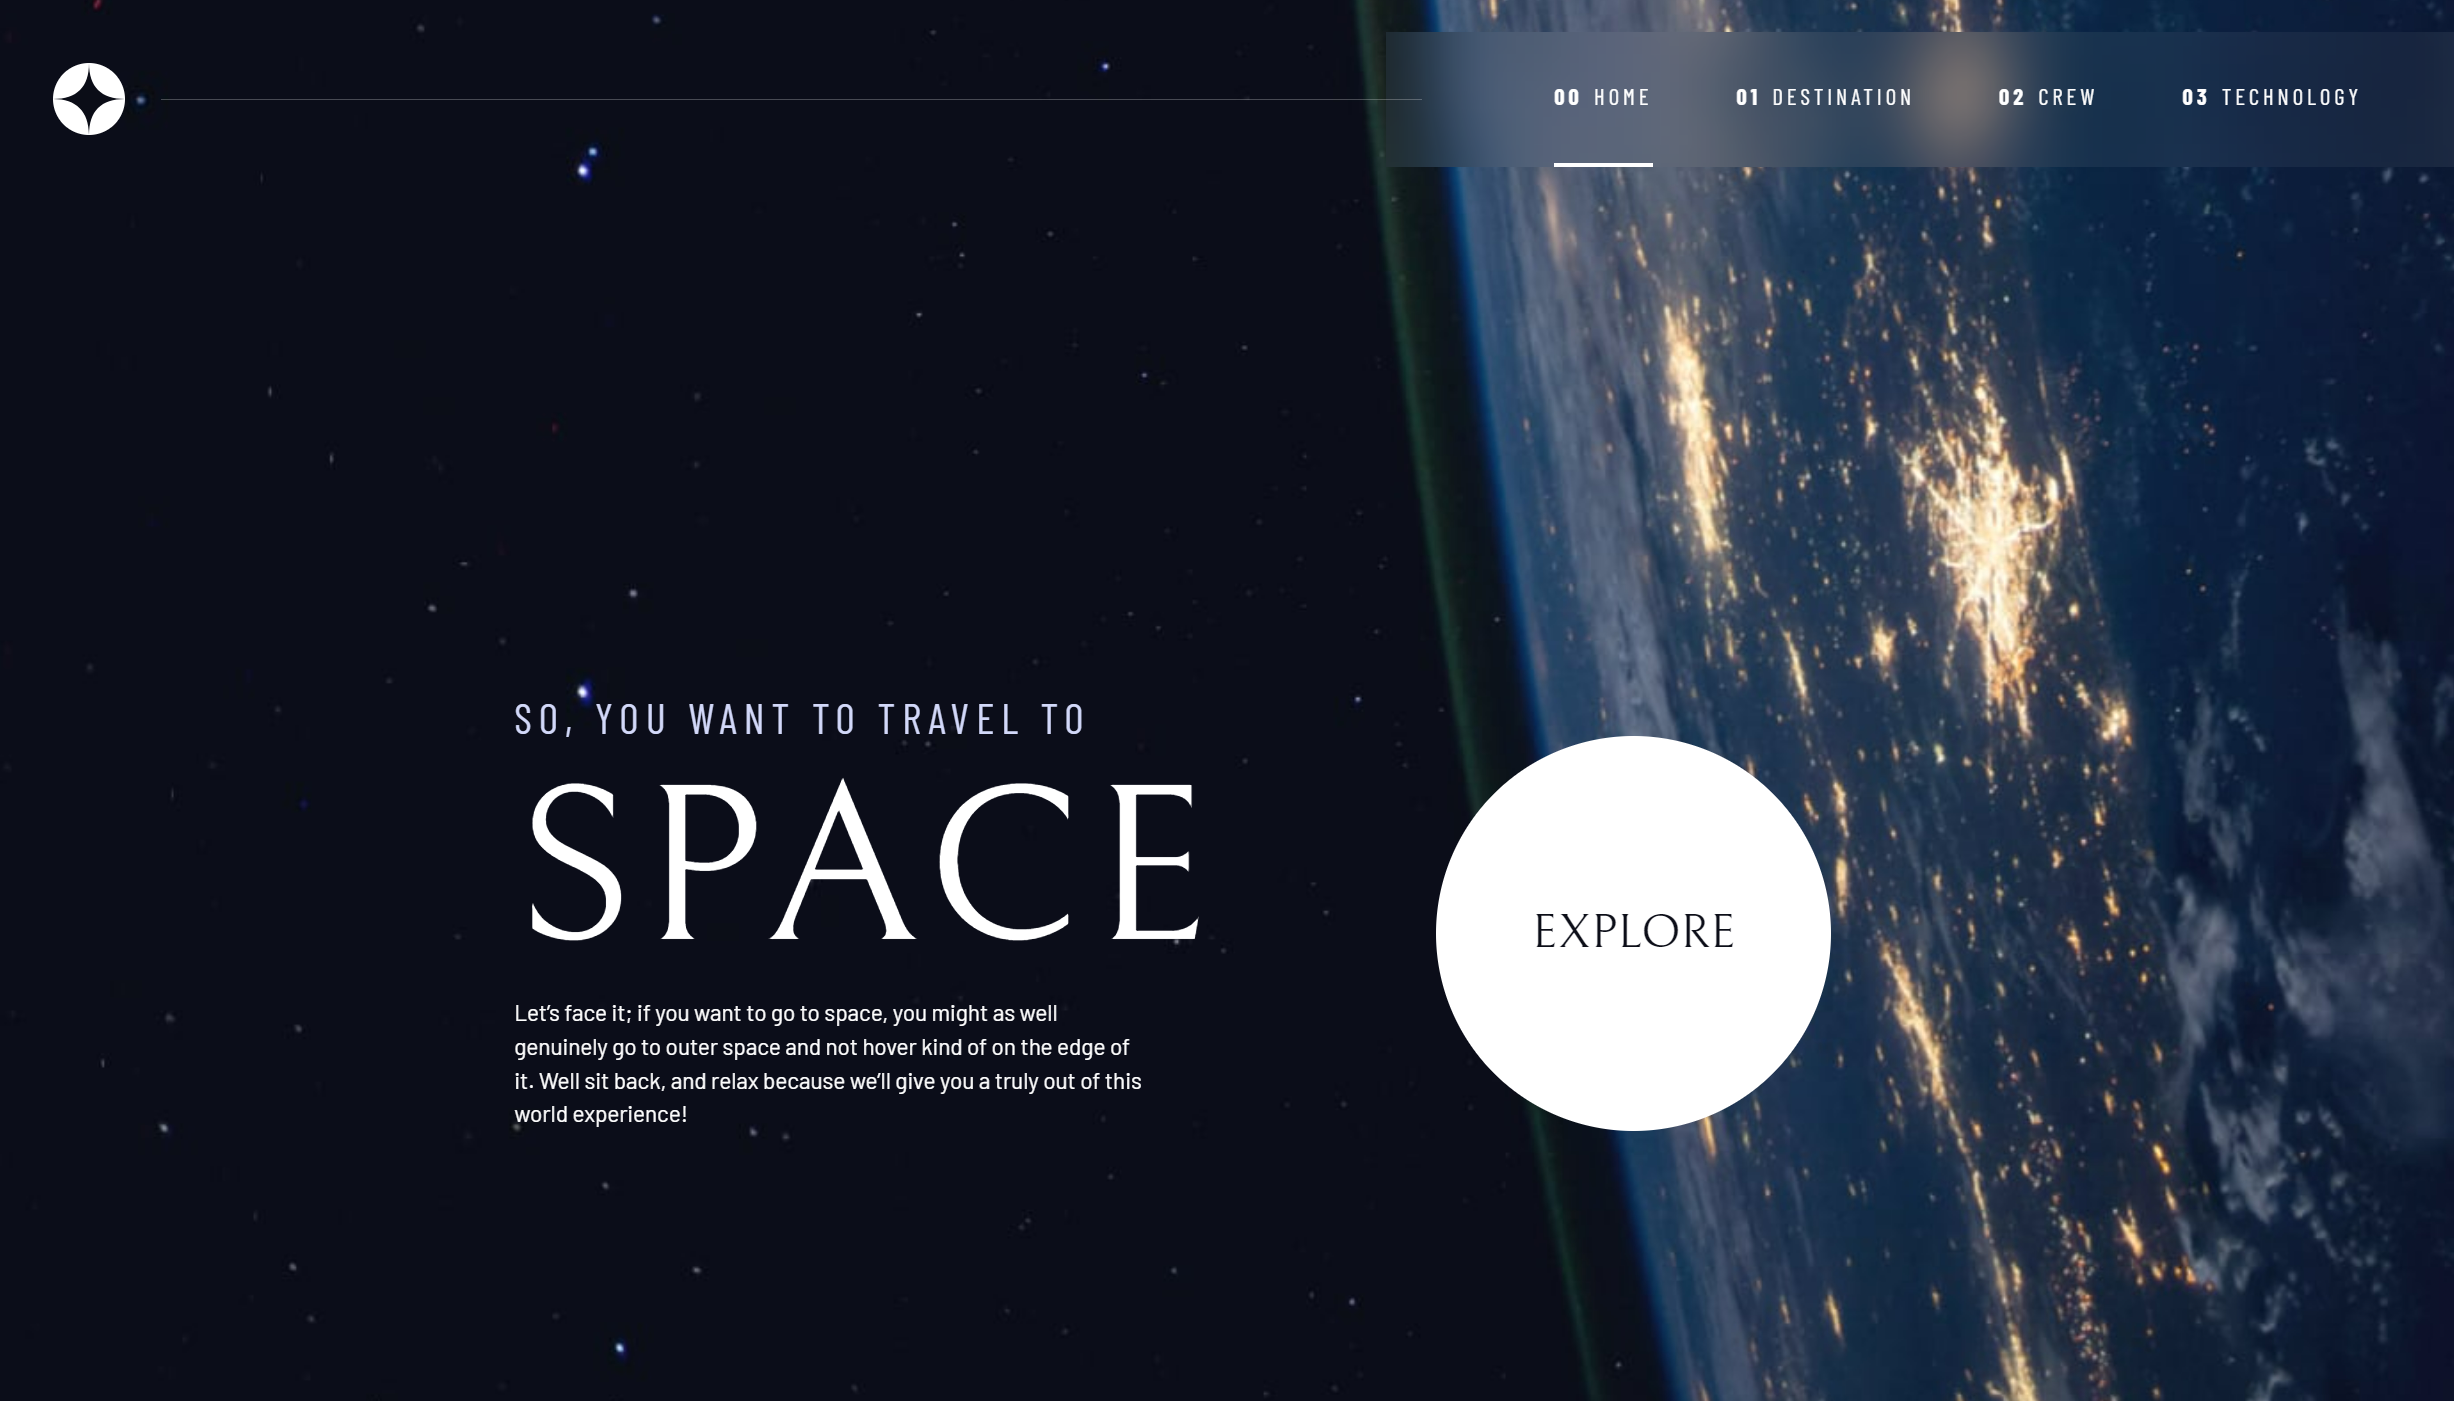 00 HOME 01 DESTINATION 02 CREW 03 TECHNOLOGY
SO, YOU WANT TO TRAVEL TO
SPACE
Let’s face it; if you want to go to space, you might as well
genuinely go to outer space and not hover kind of on the edge of
it. Well sit back, and relax because we’ll give you a truly out of this
world experience!
EXPLORE